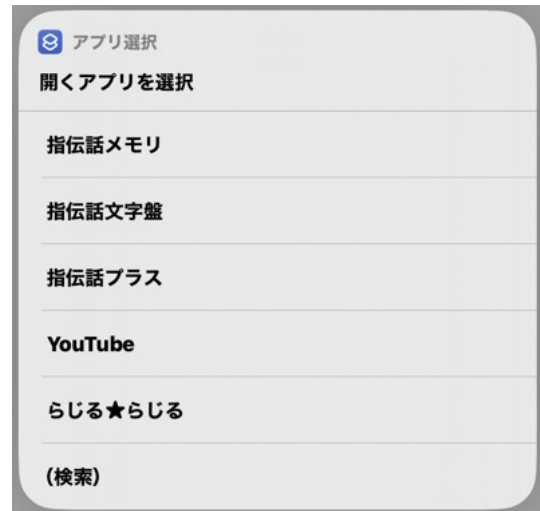 アプリ選択
開くアプリを選択
指伝話メモリ
指伝話文字盤
指伝話プラス
YouTube
らじる★らじる
(検索)